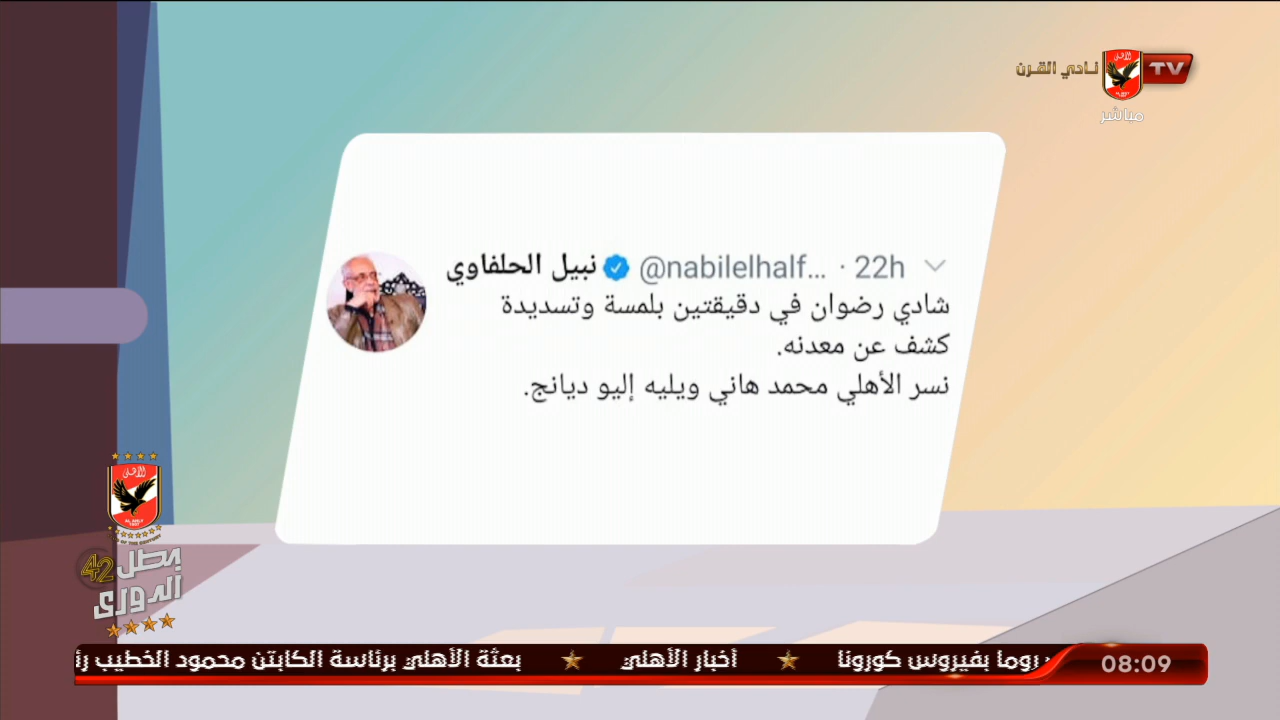 نادي القرن
TV
مباشر
نبيل الحلفاوي @nabilelhalf... · 22h
شادي رضوان في دقيقتين بلمسة وتسديدة
كشف عن معدنه.
نسر الأهلي محمد هاني ويليه إليو ديانج.
بطل 42
الدوري
روما بفيروس كورونا
أخبار الأهلي
بعثة الأهلي برئاسة الكابتن محمود الخطيب
08:09